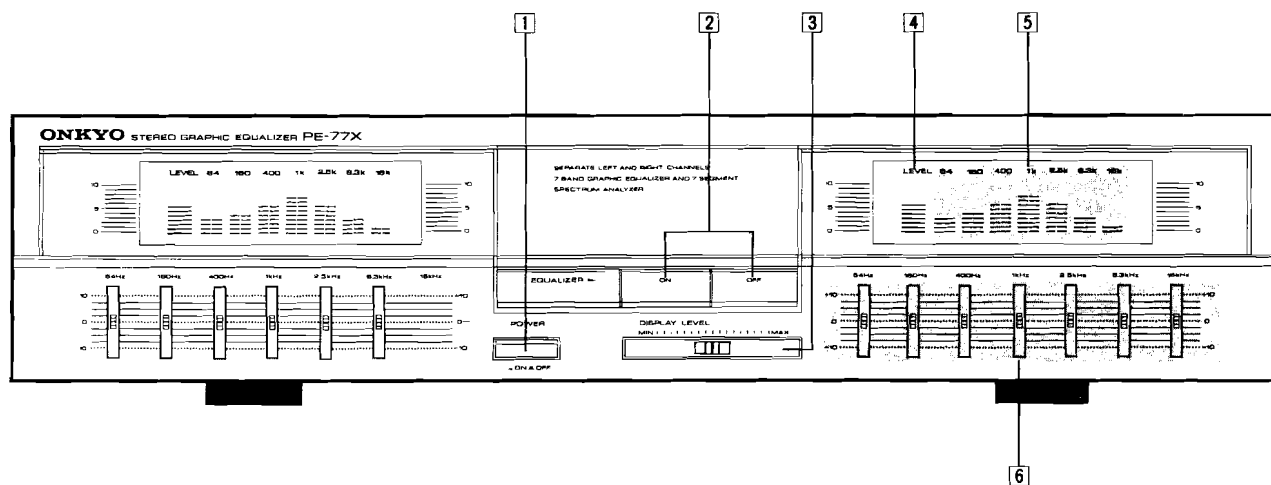 1 2 3 4 5
ONKYO STEREO GRAPHIC EQUALIZER PE-77X
LEVEL 64 160 400 1k 2.5k 6.3k 16k
10 10
5 5
0 0
SEPARATE LEFT AND RIGHT CHANNELS
7 BAND GRAPHIC EQUALIZER AND 7 SEGMENT
SPECTRUM ANALYZER
LEVEL 64 160 400 1k 2.5k 6.3k 16k
10 10
5 5
0 0
64Hz 160Hz 400Hz 1kHz 2.5kHz 6.3kHz 16kHz
+10
0 0
EQUALIZER ON OFF
POWER
ON OFF
DISPLAY LEVEL
MIN MAX
64Hz 160Hz 400Hz 1kHz 2.5kHz 6.3kHz 16kHz
+10 +10
0 0
6